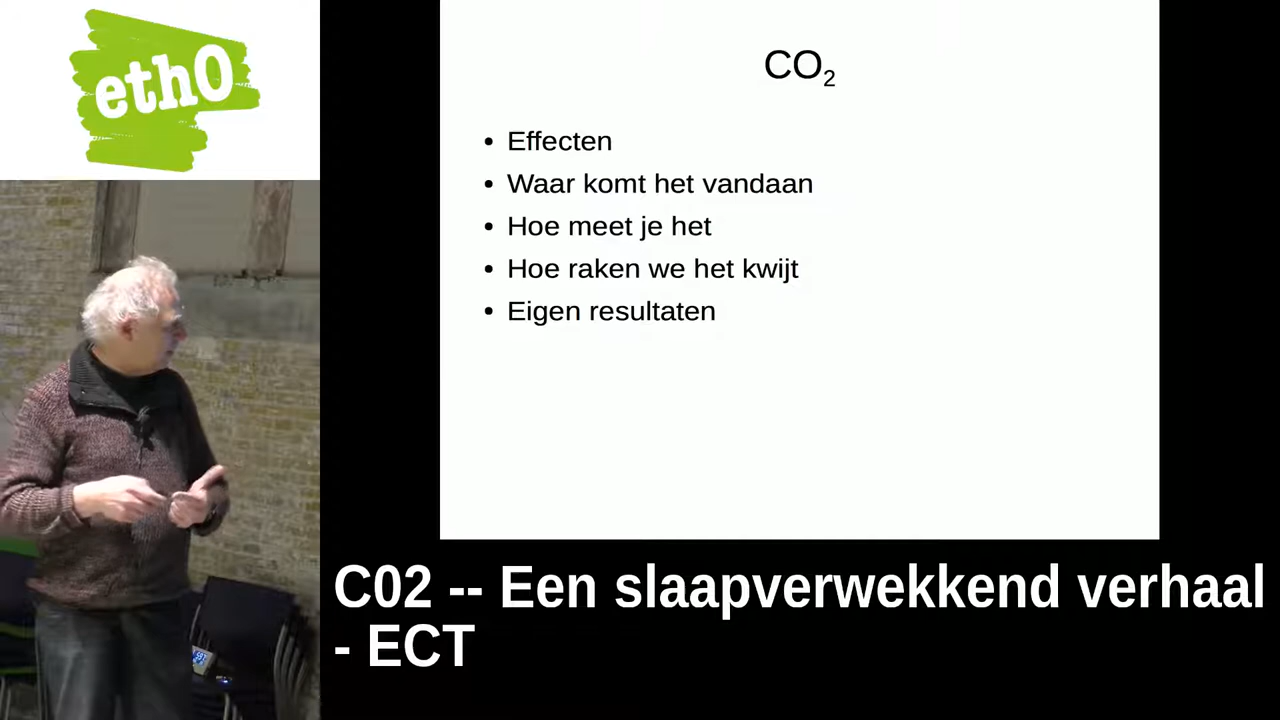 eth0
CO₂
• Effecten
• Waar komt het vandaan
• Hoe meet je het
• Hoe raken we het kwijt
• Eigen resultaten
C02 -- Een slaapverwekkend verhaal
- ECT